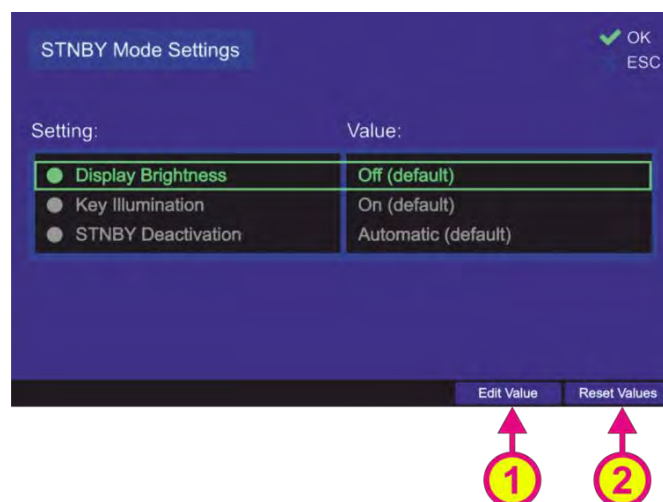 STNBY Mode Settings
OK
ESC
Setting:
Value:
Display Brightness
Off (default)
Key Illumination
On (default)
STNBY Deactivation
Automatic (default)
Edit Value
Reset Values
1
2